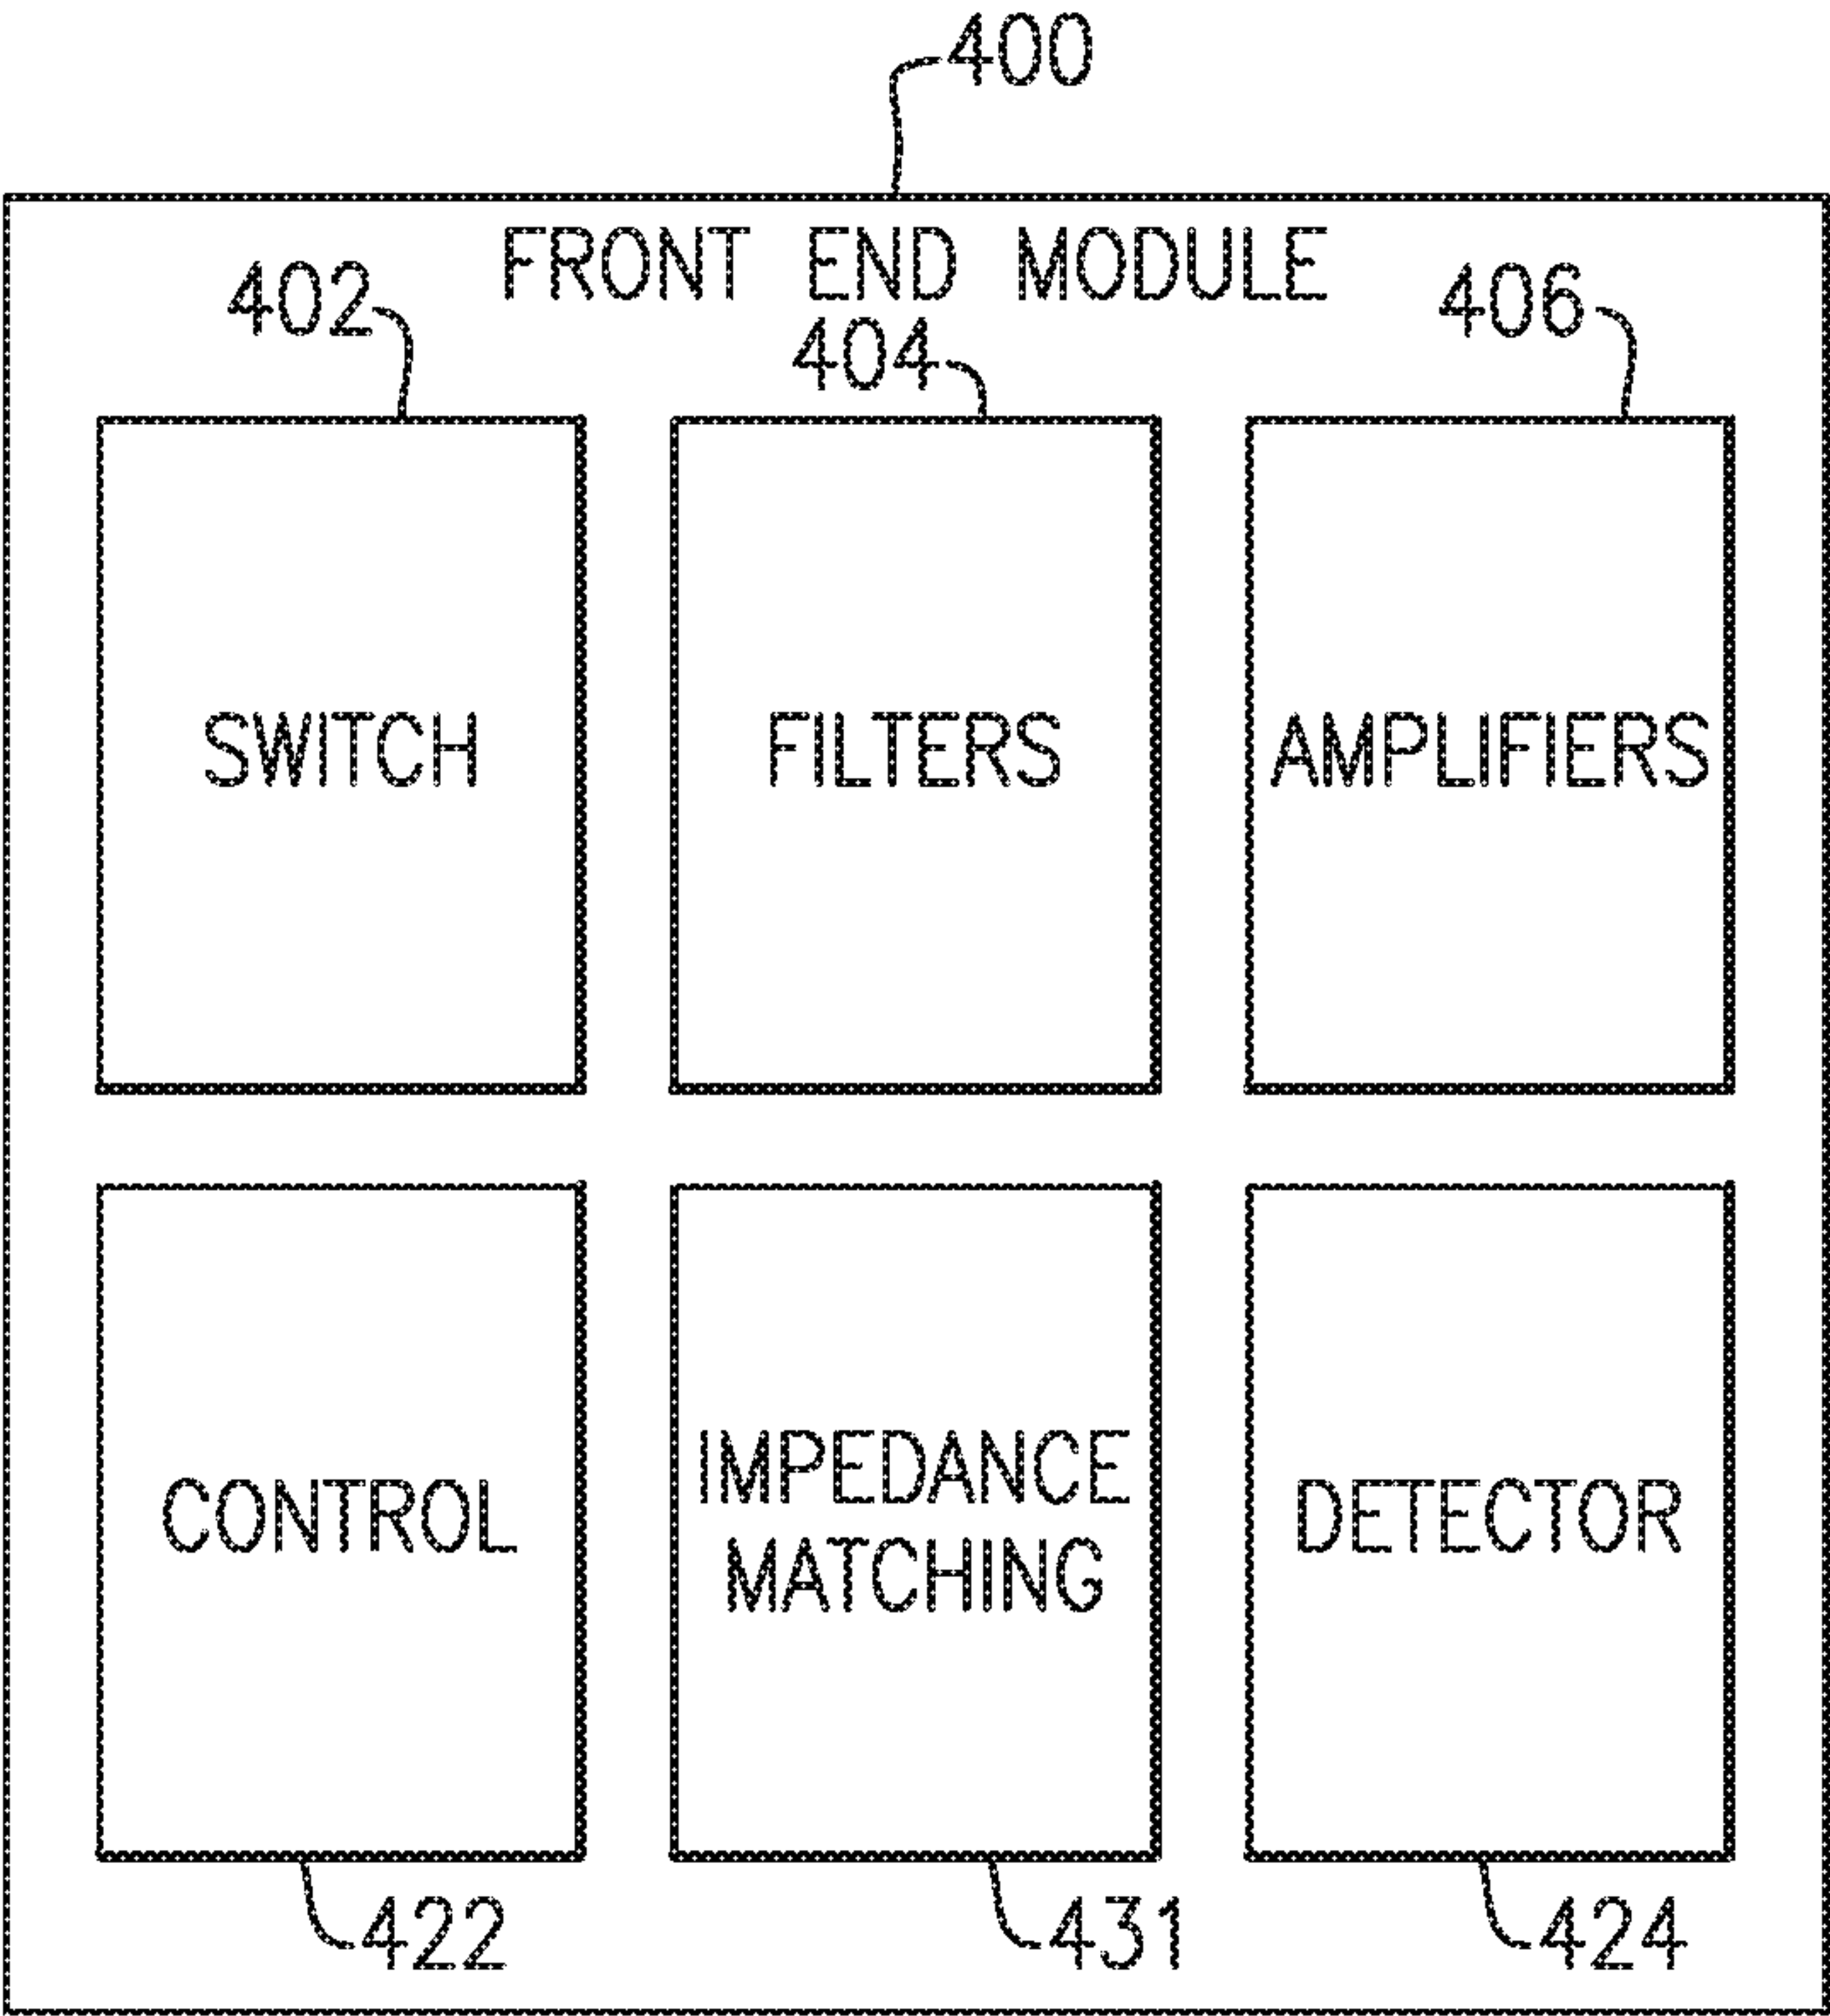 400
FRONT END MODULE
402
404
406
SWITCH
FILTERS
AMPLIFIERS
CONTROL
IMPEDANCE
MATCHING
DETECTOR
422
431
424